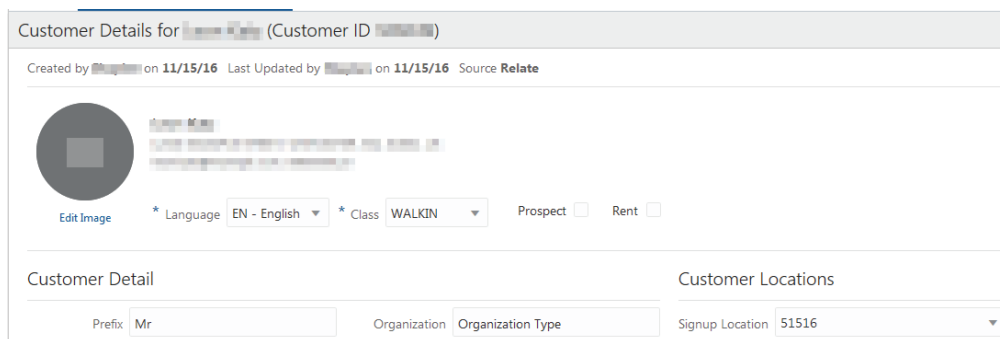 Customer Details for (Customer ID )
Created by on 11/15/16 Last Updated by on 11/15/16 Source Relate
Edit Image
* Language EN - English * Class WALKIN Prospect Rent
Customer Detail Customer Locations
Prefix Mr Organization Organization Type Signup Location 51516